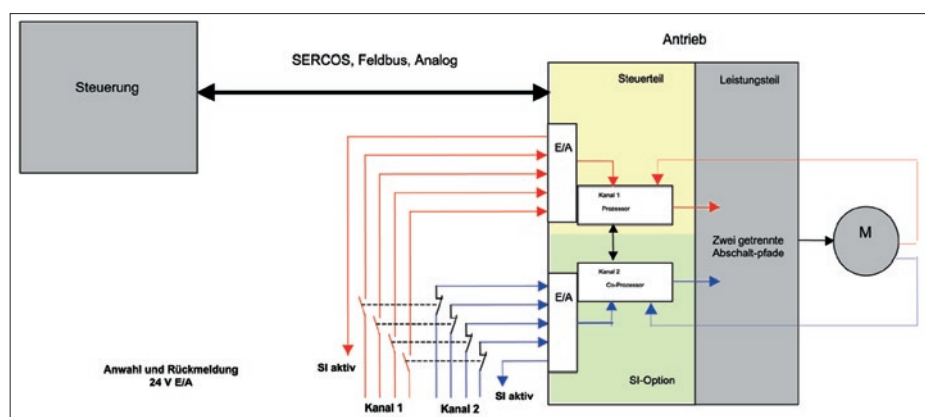 Antrieb
SERCOS, Feldbus, Analog
Steuerung
Steuerteil
Leistungsteil
E/A
Kanal 1
Prozessor
M
Zwei getrennte
Abschalt-pfade
Kanal 2
Co-Prozessor
E/A
SI aktiv
Anwahl und Rückmeldung
24 V E/A
SI aktiv
SI-Option
Kanal 1
Kanal 2